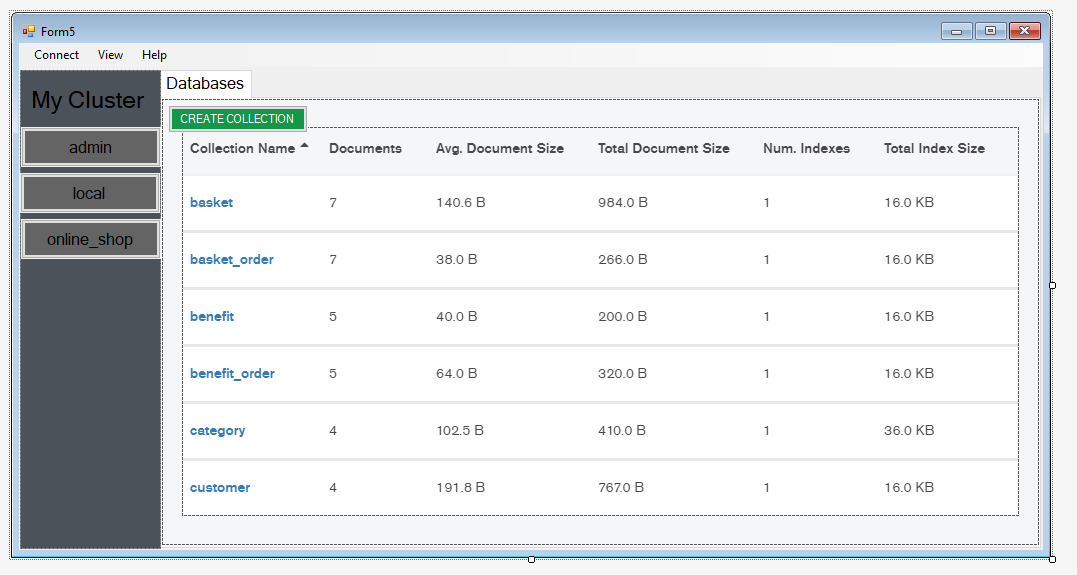 Form5
Connect View Help
My Cluster
admin
local
online_shop
Databases
CREATE COLLECTION
Collection Name Documents Avg. Document Size Total Document Size Num. Indexes Total Index Size
basket 7 140.6 B 984.0 B 1 16.0 KB
basket_order 7 38.0 B 266.0 B 1 16.0 KB
benefit 5 40.0 B 200.0 B 1 16.0 KB
benefit_order 5 64.0 B 320.0 B 1 16.0 KB
category 4 102.5 B 410.0 B 1 36.0 KB
customer 4 191.8 B 767.0 B 1 16.0 KB